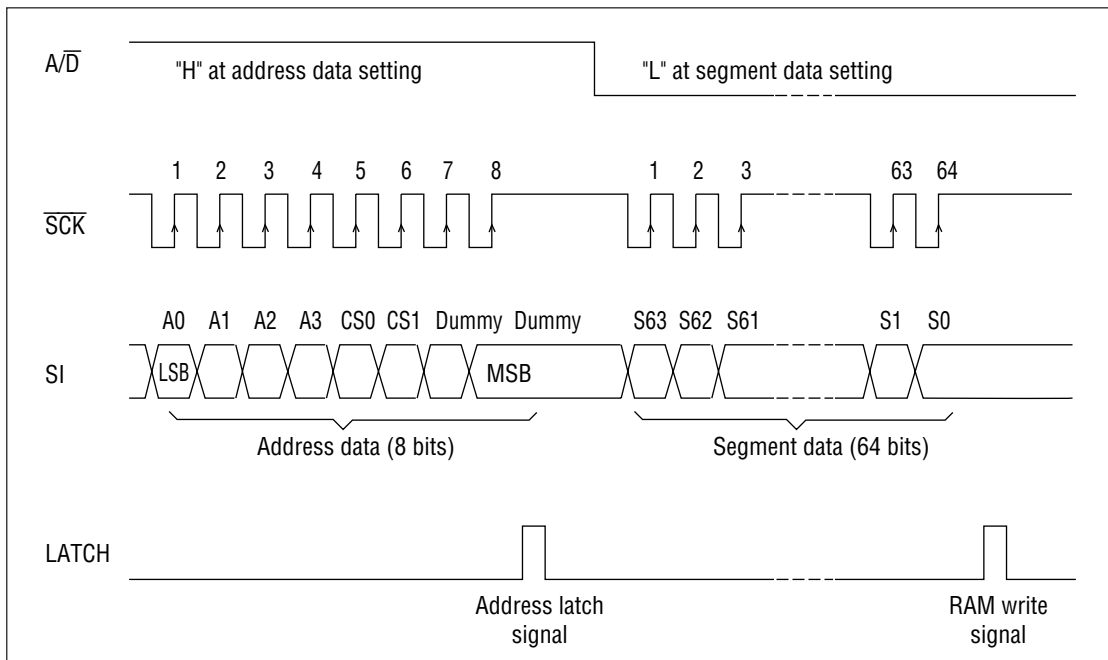 A/D̅
"H" at address data setting "L" at segment data setting
1 2 3 4 5 6 7 8 1 2 3 63 64
S̅C̅K̅
A0 A1 A2 A3 CS0 CS1 Dummy Dummy S63 S62 S61 S1 S0
SI LSB MSB
Address data (8 bits) Segment data (64 bits)
LATCH
Address latch RAM write
signal signal